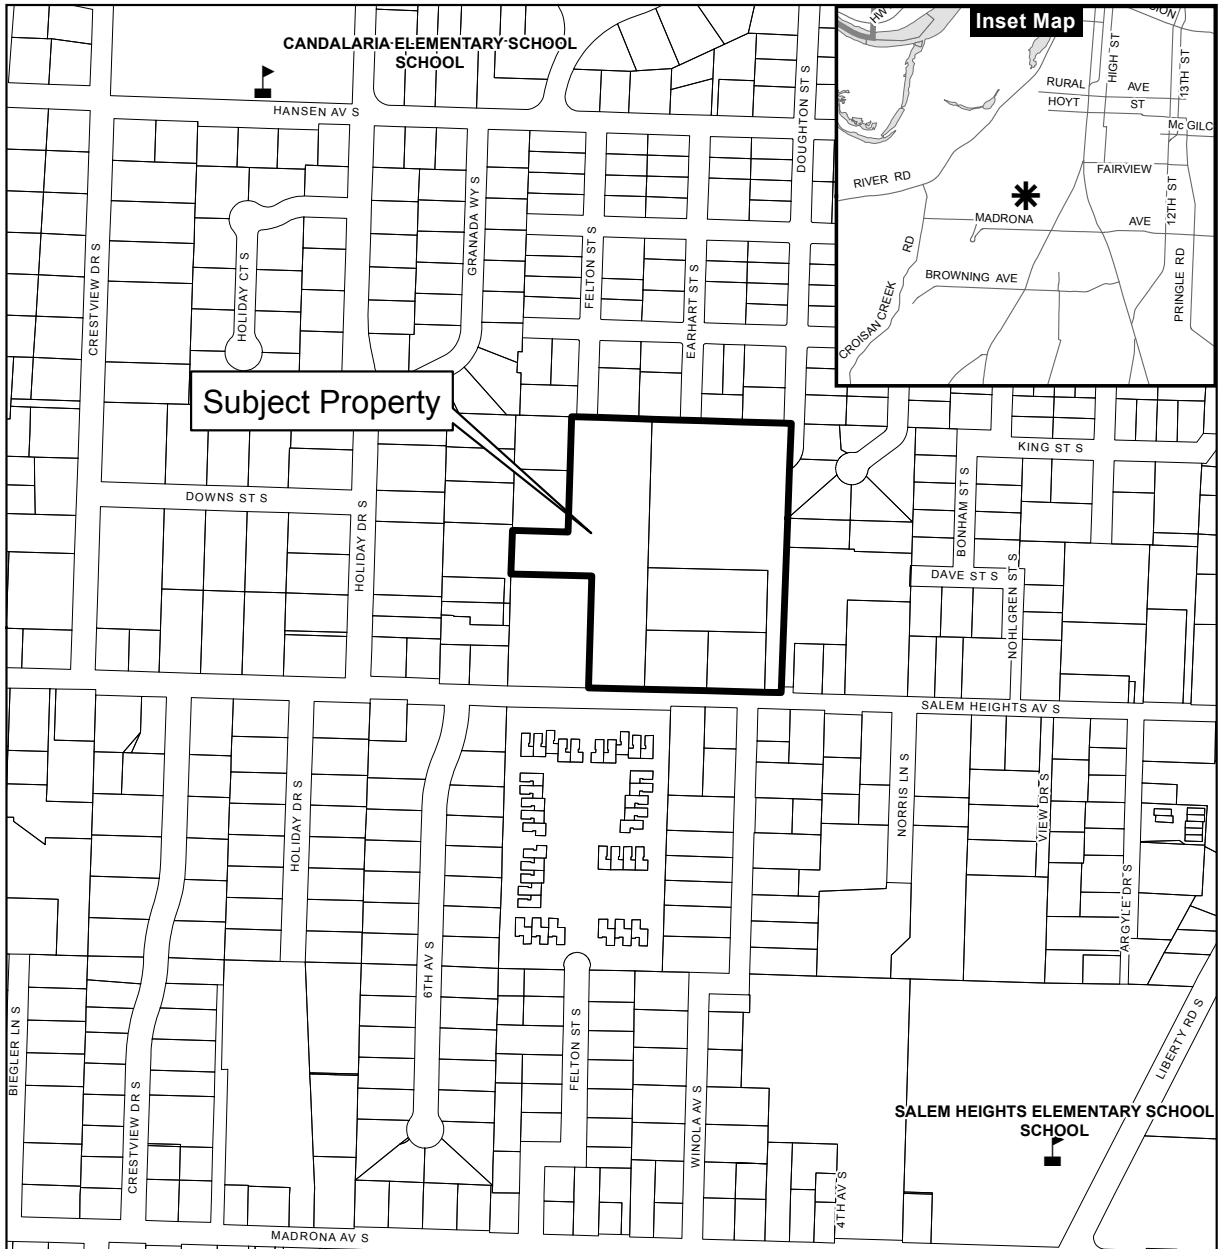 CANDALARIA ELEMENTARY SCHOOL
SCHOOL
HANSEN AV S
DOUGHTON ST S
GRANADA WY S
FELTON ST S
EARHART ST S
HOLIDAY CT S
CRESTVIEW DR S
Subject Property
DOWNS ST S
HOLIDAY DR S
Inset Map
HW
SION
HIGH ST
13TH ST
RURAL AVE
HOYT ST
Mc GILC
FAIRVIEW
RIVER RD
12TH ST
MADRONA AVE
RD
BROWNING AVE
CROISAN CREEK
PRINGLE RD
KING ST S
BONHAM ST S
DAVE ST S
NOHLGREN ST S
SALEM HEIGHTS AV S
HOLIDAY DR S
NORRIS LN S
VIEW DR S
ARGYLE DR S
6TH AV S
BIEGLER LN S
CRESTVIEW DR S
FELTON ST S
WINOLA AV S
LIBERTY RD S
SALEM HEIGHTS ELEMENTARY SCHOOL
SCHOOL
4TH AV S
MADRONA AV S